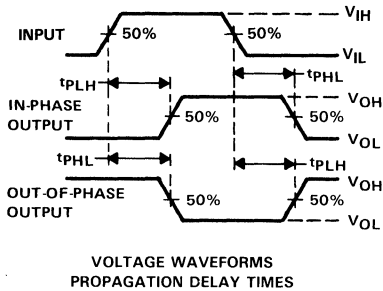 VIH
INPUT 50% 50%
VIL
tPLH tPHL
VOH
IN-PHASE
OUTPUT 50% 50%
VOL
tPHL tPLH
VOH
OUT-OF-PHASE
OUTPUT 50% 50%
VOL
VOLTAGE WAVEFORMS
PROPAGATION DELAY TIMES